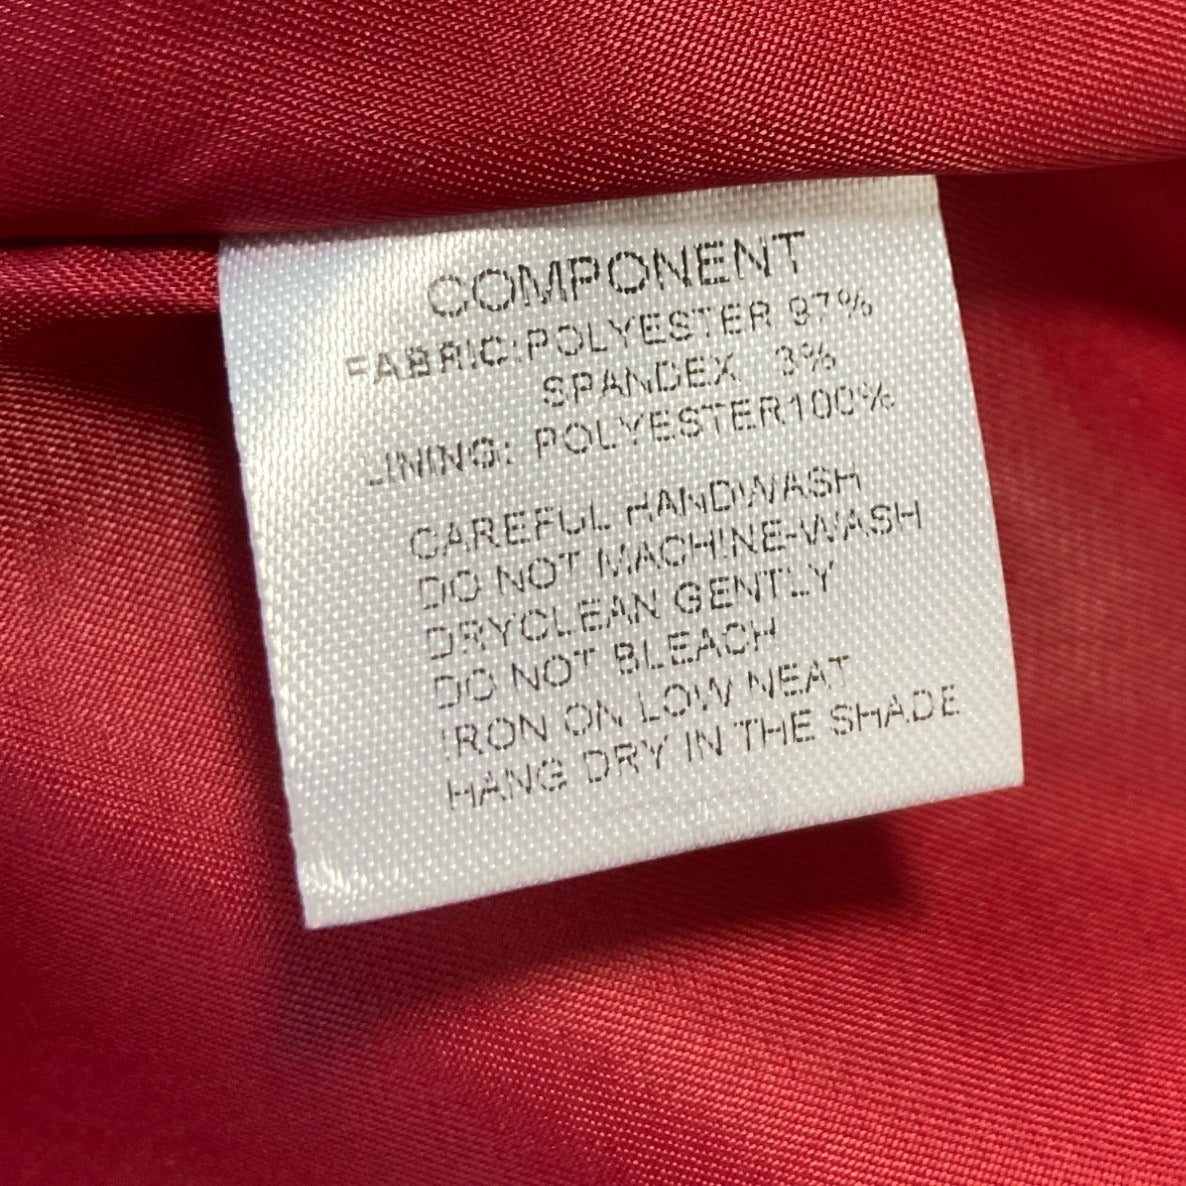 COMPONENT
FABRIC:POLYESTER 97%
SPANDEX 3%
LINING: POLYESTER100%
CAREFUL HANDWASH
DO NOT MACHINE-WASH
DRYCLEAN GENTLY
DO NOT BLEACH
IRON ON LOW NEAT
HANG DRY IN THE SHADE